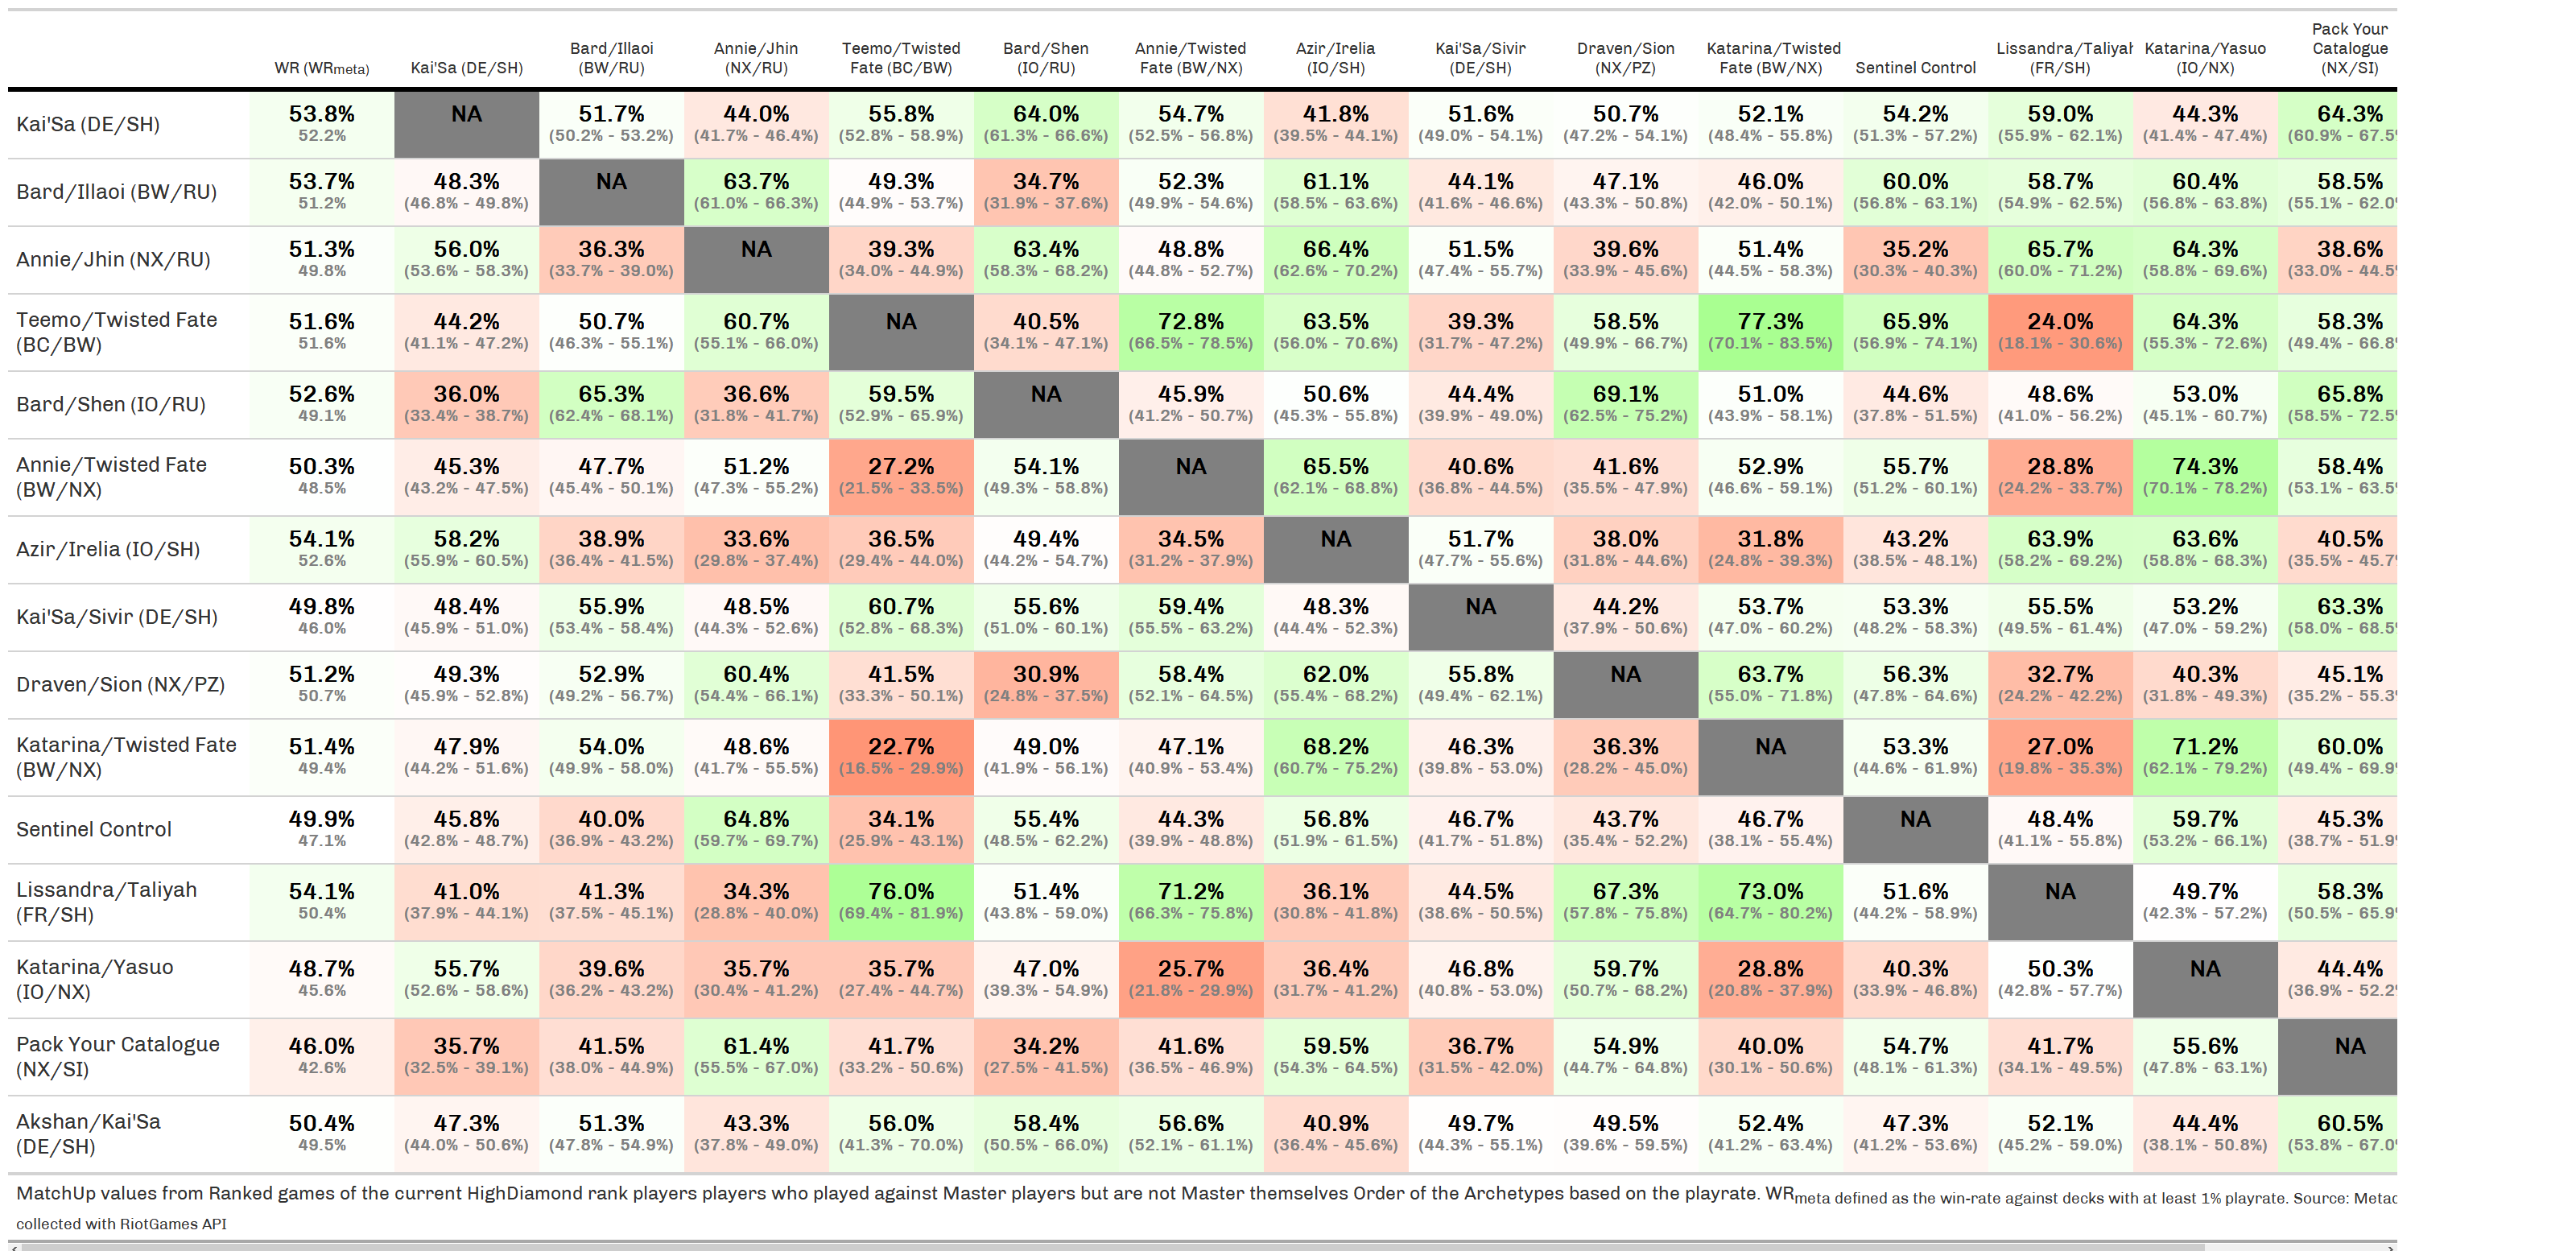 WR (WRmeta) Kai'Sa (DE/SH) Bard/Illaoi (BW/RU) Annie/Jhin (NX/RU) Teemo/Twisted Fate (BC/BW) Bard/Shen (IO/RU) Annie/Twisted Fate (BW/NX) Azir/Irelia (IO/SH) Kai'Sa/Sivir (DE/SH) Draven/Sion (NX/PZ) Katarina/Twisted Fate (BW/NX) Sentinel Control Lissandra/Taliyah (FR/SH) Katarina/Yasuo (IO/NX) Pack Your Catalogue (NX/SI)
Kai'Sa (DE/SH) 53.8% NA 51.7% 44.0% 55.8% 64.0% 54.7% 41.8% 51.6% 50.7% 52.1% 54.2% 59.0% 44.3% 64.3%
52.2% (50.2% - 53.2%) (41.7% - 46.4%) (52.8% - 58.9%) (61.3% - 66.6%) (52.5% - 56.8%) (39.5% - 44.1%) (49.0% - 54.1%) (47.2% - 54.1%) (48.4% - 55.8%) (51.3% - 57.2%) (55.9% - 62.1%) (41.4% - 47.4%) (60.9% - 67.5%
Bard/Illaoi (BW/RU) 53.7% 48.3% NA 63.7% 49.3% 34.7% 52.3% 61.1% 44.1% 47.1% 46.0% 60.0% 58.7% 60.4% 58.5%
51.2% (46.8% - 49.8%) (61.0% - 66.3%) (44.9% - 53.7%) (31.9% - 37.6%) (49.9% - 54.6%) (58.5% - 63.6%) (41.6% - 46.6%) (43.3% - 50.8%) (42.0% - 50.1%) (56.8% - 63.1%) (54.9% - 62.5%) (56.8% - 63.8%) (55.1% - 62.0%
Annie/Jhin (NX/RU) 51.3% 56.0% 36.3% NA 39.3% 63.4% 48.8% 66.4% 51.5% 39.6% 51.4% 35.2% 65.7% 64.3% 38.6%
49.8% (53.6% - 58.3%) (33.7% - 39.0%) (34.0% - 44.9%) (58.3% - 68.2%) (44.8% - 52.7%) (62.6% - 70.2%) (47.4% - 55.7%) (33.9% - 45.6%) (44.5% - 58.3%) (30.3% - 40.3%) (60.0% - 71.2%) (58.8% - 69.6%) (33.0% - 44.5%
Teemo/Twisted Fate (BC/BW) 51.6% 44.2% 50.7% 60.7% NA 40.5% 72.8% 63.5% 39.3% 58.5% 77.3% 65.9% 24.0% 64.3% 58.3%
51.6% (41.1% - 47.2%) (46.3% - 55.1%) (55.1% - 66.0%) (34.1% - 47.1%) (66.5% - 78.5%) (56.0% - 70.6%) (31.7% - 47.2%) (49.9% - 66.7%) (70.1% - 83.5%) (56.9% - 74.1%) (18.1% - 30.6%) (55.3% - 72.6%) (49.4% - 66.8%
Bard/Shen (IO/RU) 52.6% 36.0% 65.3% 36.6% 59.5% NA 45.9% 50.6% 44.4% 69.1% 51.0% 44.6% 48.6% 53.0% 65.8%
49.1% (33.4% - 38.7%) (62.4% - 68.1%) (31.8% - 41.7%) (52.9% - 65.9%) (41.2% - 50.7%) (45.3% - 55.8%) (39.9% - 49.0%) (62.5% - 75.2%) (43.9% - 58.1%) (37.8% - 51.5%) (41.0% - 56.2%) (45.1% - 60.7%) (58.5% - 72.5%
Annie/Twisted Fate (BW/NX) 50.3% 45.3% 47.7% 51.2% 27.2% 54.1% NA 65.5% 40.6% 41.6% 52.9% 55.7% 28.8% 74.3% 58.4%
48.5% (43.2% - 47.5%) (45.4% - 50.1%) (47.3% - 55.2%) (21.5% - 33.5%) (49.3% - 58.8%) (62.1% - 68.8%) (36.8% - 44.5%) (35.5% - 47.9%) (46.6% - 59.1%) (51.2% - 60.1%) (24.2% - 33.7%) (70.1% - 78.2%) (53.1% - 63.5%
Azir/Irelia (IO/SH) 54.1% 58.2% 38.9% 33.6% 36.5% 49.4% 34.5% NA 51.7% 38.0% 31.8% 43.2% 63.9% 63.6% 40.5%
52.6% (55.9% - 60.5%) (36.4% - 41.5%) (29.8% - 37.4%) (29.4% - 44.0%) (44.2% - 54.7%) (31.2% - 37.9%) (47.7% - 55.6%) (31.8% - 44.6%) (24.8% - 39.3%) (38.5% - 48.1%) (58.2% - 69.2%) (58.8% - 68.3%) (35.5% - 45.7%
Kai'Sa/Sivir (DE/SH) 49.8% 48.4% 55.9% 48.5% 60.7% 55.6% 59.4% 48.3% NA 44.2% 53.7% 53.3% 55.5% 53.2% 63.3%
46.0% (45.9% - 51.0%) (53.4% - 58.4%) (44.3% - 52.6%) (52.8% - 68.3%) (51.0% - 60.1%) (55.5% - 63.2%) (44.4% - 52.3%) (37.9% - 50.6%) (47.0% - 60.2%) (48.2% - 58.3%) (49.5% - 61.4%) (47.0% - 59.2%) (58.0% - 68.5%
Draven/Sion (NX/PZ) 51.2% 49.3% 52.9% 60.4% 41.5% 30.9% 58.4% 62.0% 55.8% NA 63.7% 56.3% 32.7% 40.3% 45.1%
50.7% (45.9% - 52.8%) (49.2% - 56.7%) (54.4% - 66.1%) (33.3% - 50.1%) (24.8% - 37.5%) (52.1% - 64.5%) (55.4% - 68.2%) (49.4% - 62.1%) (55.0% - 71.8%) (47.8% - 64.6%) (24.2% - 42.2%) (31.8% - 49.3%) (35.2% - 55.3%
Katarina/Twisted Fate (BW/NX) 51.4% 47.9% 54.0% 48.6% 22.7% 49.0% 47.1% 68.2% 46.3% 36.3% NA 53.3% 27.0% 71.2% 60.0%
49.4% (44.2% - 51.6%) (49.9% - 58.0%) (41.7% - 55.5%) (16.5% - 29.9%) (41.9% - 56.1%) (40.9% - 53.4%) (60.7% - 75.2%) (39.8% - 53.0%) (28.2% - 45.0%) (44.6% - 61.9%) (19.8% - 35.3%) (62.1% - 79.2%) (49.4% - 69.9%
Sentinel Control 49.9% 45.8% 40.0% 64.8% 34.1% 55.4% 44.3% 56.8% 46.7% 43.7% 46.7% NA 48.4% 59.7% 45.3%
47.1% (42.8% - 48.7%) (36.9% - 43.2%) (59.7% - 69.7%) (25.9% - 43.1%) (48.5% - 62.2%) (39.9% - 48.8%) (51.9% - 61.5%) (41.7% - 51.8%) (35.4% - 52.2%) (38.1% - 55.4%) (41.1% - 55.8%) (53.2% - 66.1%) (38.7% - 51.9%
Lissandra/Taliyah (FR/SH) 54.1% 41.0% 41.3% 34.3% 76.0% 51.4% 71.2% 36.1% 44.5% 67.3% 73.0% 51.6% NA 49.7% 58.3%
50.4% (37.9% - 44.1%) (37.5% - 45.1%) (28.8% - 40.0%) (69.4% - 81.9%) (43.8% - 59.0%) (66.3% - 75.8%) (30.8% - 41.8%) (38.6% - 50.5%) (57.8% - 75.8%) (64.7% - 80.2%) (44.2% - 58.9%) (42.3% - 57.2%) (50.5% - 65.9%
Katarina/Yasuo (IO/NX) 48.7% 55.7% 39.6% 35.7% 35.7% 47.0% 25.7% 36.4% 46.8% 59.7% 28.8% 40.3% 50.3% NA 44.4%
45.6% (52.6% - 58.6%) (36.2% - 43.2%) (30.4% - 41.2%) (27.4% - 44.7%) (39.3% - 54.9%) (21.8% - 29.9%) (31.7% - 41.2%) (40.8% - 53.0%) (50.7% - 68.2%) (20.8% - 37.9%) (33.9% - 46.8%) (42.8% - 57.7%) (36.9% - 52.2%
Pack Your Catalogue (NX/SI) 46.0% 35.7% 41.5% 61.4% 41.7% 34.2% 41.6% 59.5% 36.7% 54.9% 40.0% 54.7% 41.7% 55.6% NA
42.6% (32.5% - 39.1%) (38.0% - 44.9%) (55.5% - 67.0%) (33.2% - 50.6%) (27.5% - 41.5%) (36.5% - 46.9%) (54.3% - 64.5%) (31.5% - 42.0%) (44.7% - 64.8%) (30.1% - 50.6%) (48.1% - 61.3%) (34.1% - 49.5%) (47.8% - 63.1%)
Akshan/Kai'Sa (DE/SH) 50.4% 47.3% 51.3% 43.3% 56.0% 58.4% 56.6% 40.9% 49.7% 49.5% 52.4% 47.3% 52.1% 44.4% 60.5%
49.5% (44.0% - 50.6%) (47.8% - 54.9%) (37.8% - 49.0%) (41.3% - 70.0%) (50.5% - 66.0%) (52.1% - 61.1%) (36.4% - 45.6%) (44.3% - 55.1%) (39.6% - 59.5%) (41.2% - 63.4%) (41.2% - 53.6%) (45.2% - 59.0%) (38.1% - 50.8%) (53.8% - 67.0%
MatchUp values from Ranked games of the current HighDiamond rank players players who played against Master players but are not Master themselves Order of the Archetypes based on the playrate. WRmeta defined as the win-rate against decks with at least 1% playrate. Source:
collected with RiotGames API